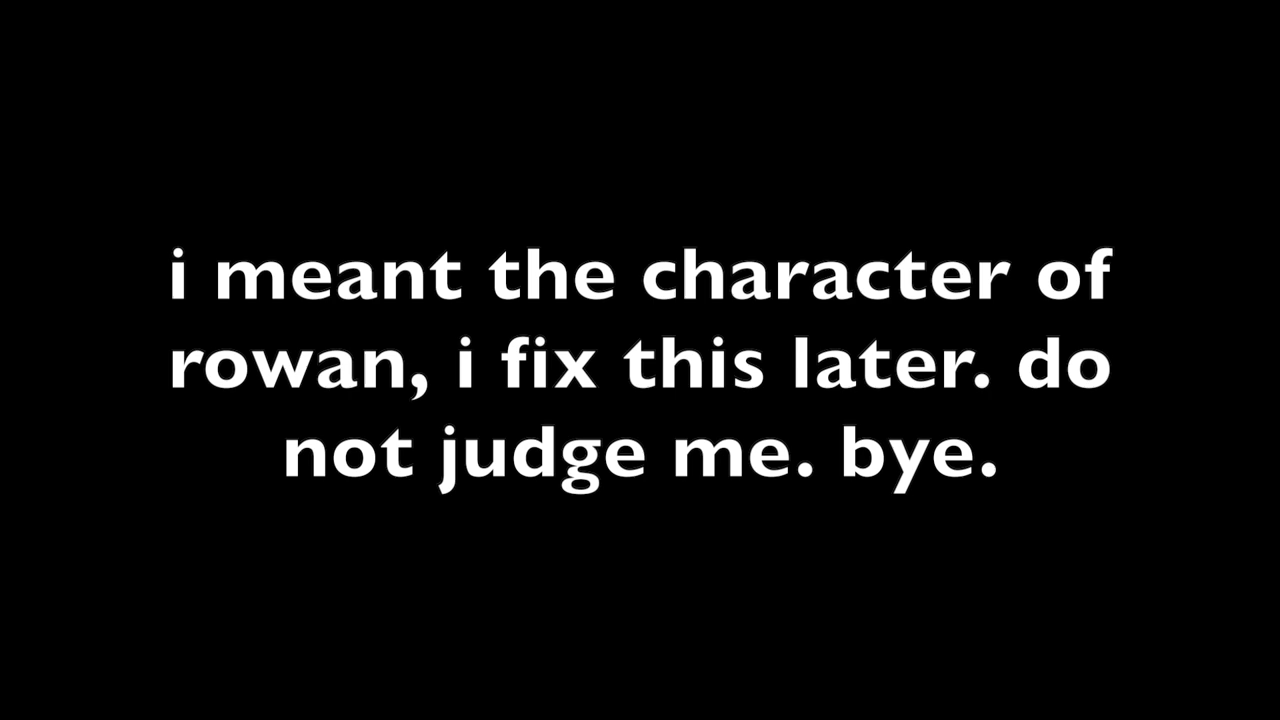 i meant the character of
rowan, i fix this later. do
not judge me. bye.